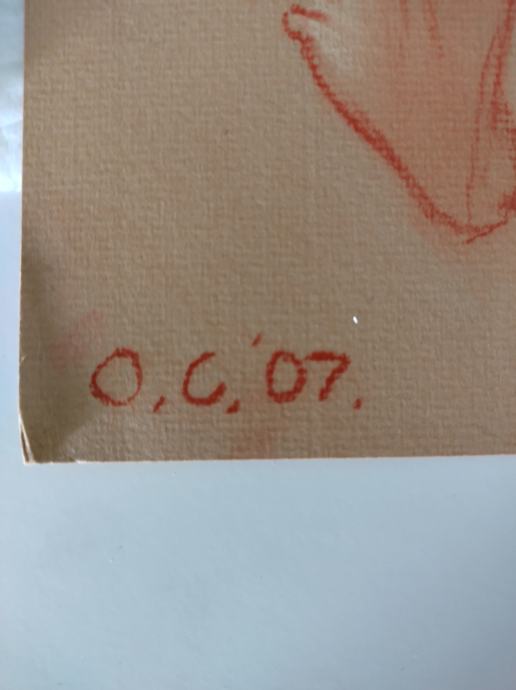 O, C, '07.